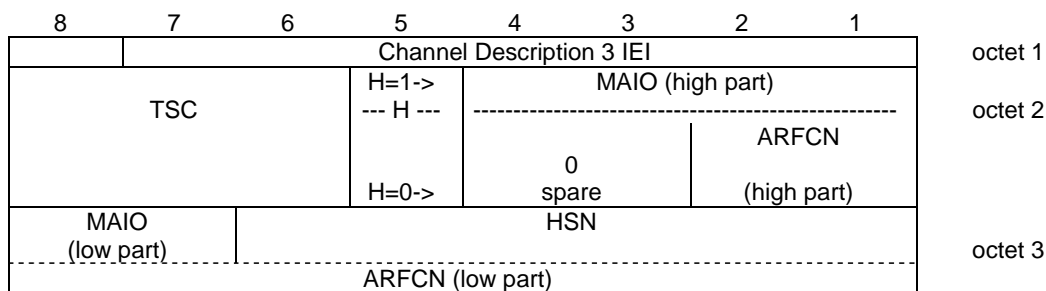 8 7 6 5 4 3 2 1
Channel Description 3 IEI octet 1
H=1-> MAIO (high part)
TSC --- H --- ----------------------------------------------------- octet 2
ARFCN
0
H=0-> spare (high part)
MAIO HSN
(low part) octet 3
ARFCN (low part)